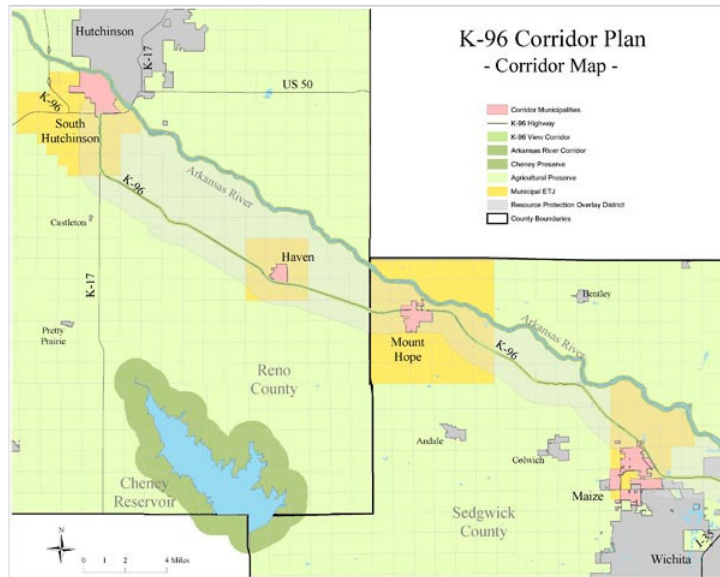 K-96 Corridor Plan
- Corridor Map -
Corridor Municipalities
K-96 Highway
K-96 View Corridor
Arkansas River Corridor
Cheney Preserve
Agricultural Preserve
Municipal ETJ
Resource Protection Overlay District
County Boundaries
Hutchinson
K-17
US 50
K-96
South
Hutchinson
K-96
Arkansas River
Castleton
Haven
K-17
Bentley
Arkansas River
Pretty
Prairie
Mount
Hope
K-96
Reno
County
Andale
Colwich
Cheney
Reservoir
Maize
Sedgwick
County
I-35
Wichita
N
0 1 2 4 Miles